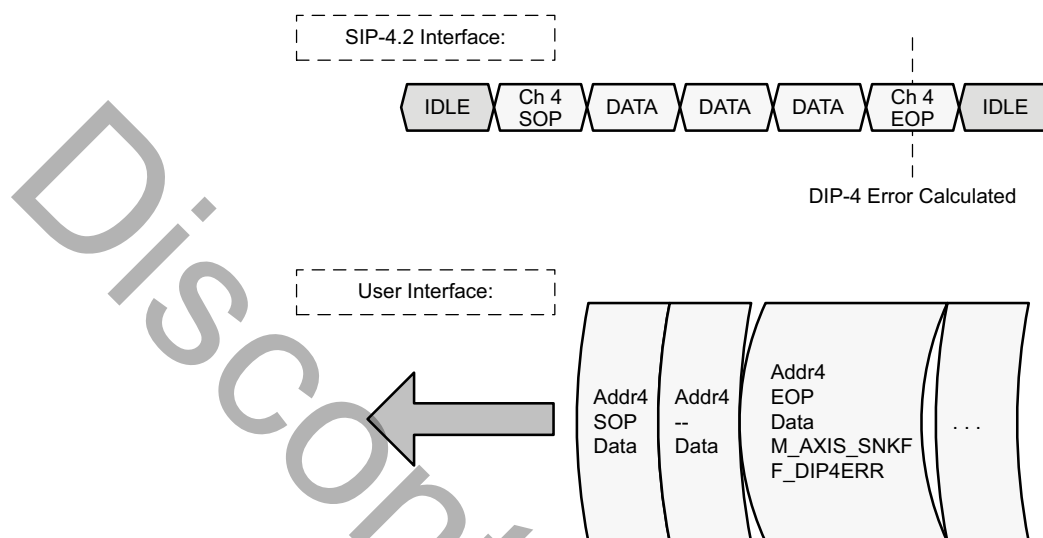 SIP-4.2 Interface:
IDLE
Ch 4
SOP
DATA
DATA
DATA
Ch 4
EOP
IDLE
DIP-4 Error Calculated
User Interface:
Addr4
SOP
Data
Addr4
--
Data
Addr4
EOP
Data
M_AXIS_SNKF
F_DIP4ERR
. . .
Discont